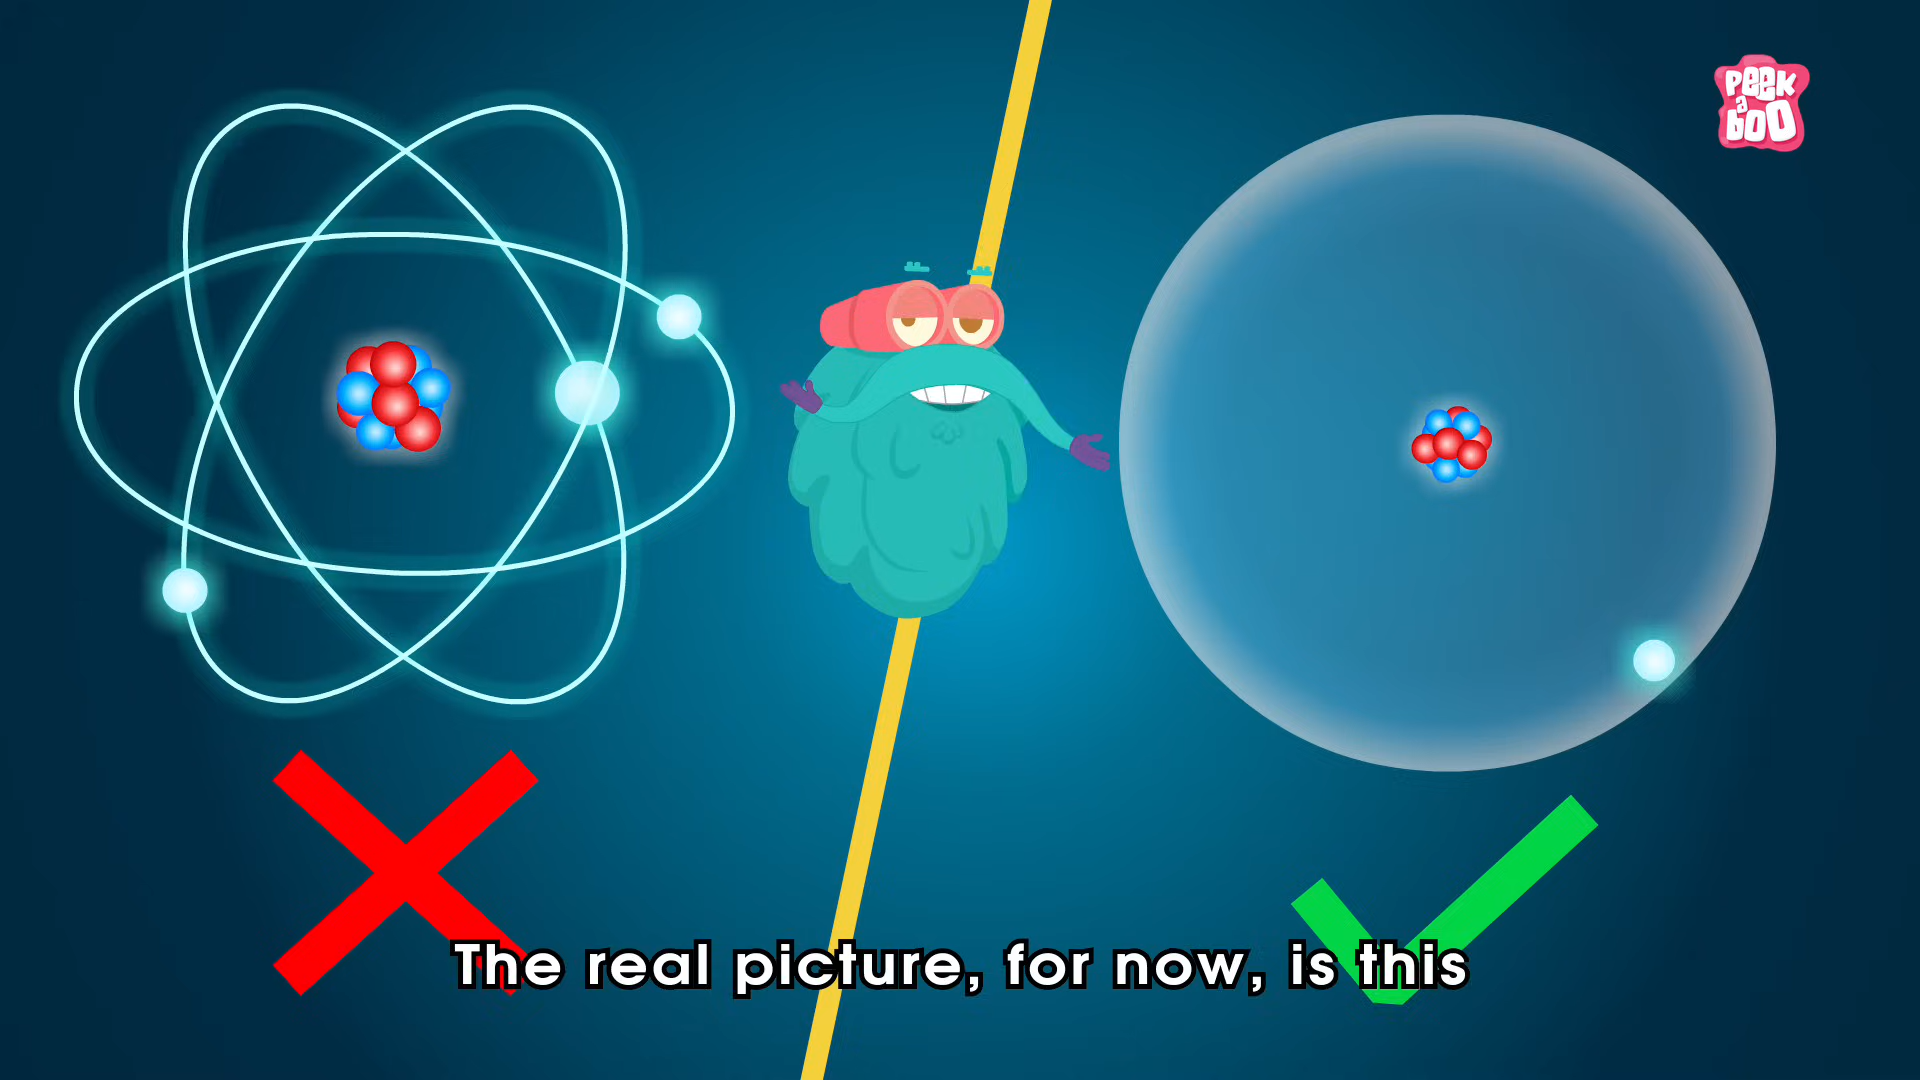 PEEK
a
boo
The real picture, for now, is this